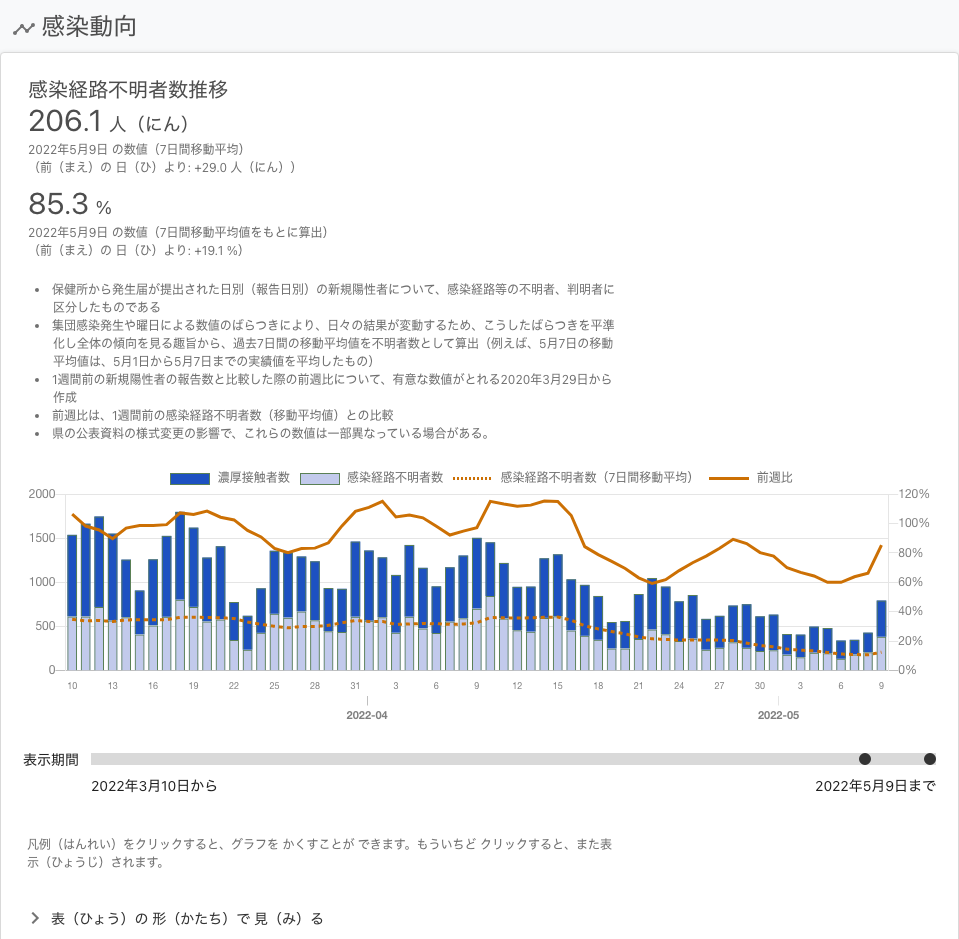 感染動向
感染経路不明者数推移
206.1 人（にん）
2022年5月9日 の数値（7日間移動平均）
（前（まえ）の 日（ひ）より: +29.0 人（にん））
85.3 %
2022年5月9日 の数値（7日間移動平均値をもとに算出）
（前（まえ）の 日（ひ）より: +19.1 %）
• 保健所から発生届が提出された日別（報告日別）の新規陽性者について、感染経路等の不明者、判明者に
区分したものである
• 集団感染発生や曜日による数値のばらつきにより、日々の結果が変動するため、こうしたばらつきを平準
化し全体の傾向を見る趣旨から、過去7日間の移動平均値を不明者数として算出（例えば、5月7日の移動
平均値は、5月1日から5月7日までの実績値を平均したもの）
• 1週間前の新規陽性者の報告数と比較した際の前週比について、有意な数値がとれる2020年3月29日から
作成
• 前週比は、1週間前の感染経路不明者数（移動平均値）との比較
• 県の公表資料の様式変更の影響で、これらの数値は一部異なっている場合がある。
濃厚接触者数 感染経路不明者数 感染経路不明者数（7日間移動平均） 前週比
2000 120%
100%
1500
80%
1000 60%
40%
500
20%
0 0%
10 13 16 19 22 25 28 31 3 6 9 12 15 18 21 24 27 30 3 6 9
2022-04 2022-05
表示期間
2022年3月10日から 2022年5月9日まで
凡例（はんれい）をクリックすると、グラフを かくすことが できます。もういちど クリックすると、また表
示（ひょうじ）されます。
表（ひょう）の 形（かたち）で 見（み）る